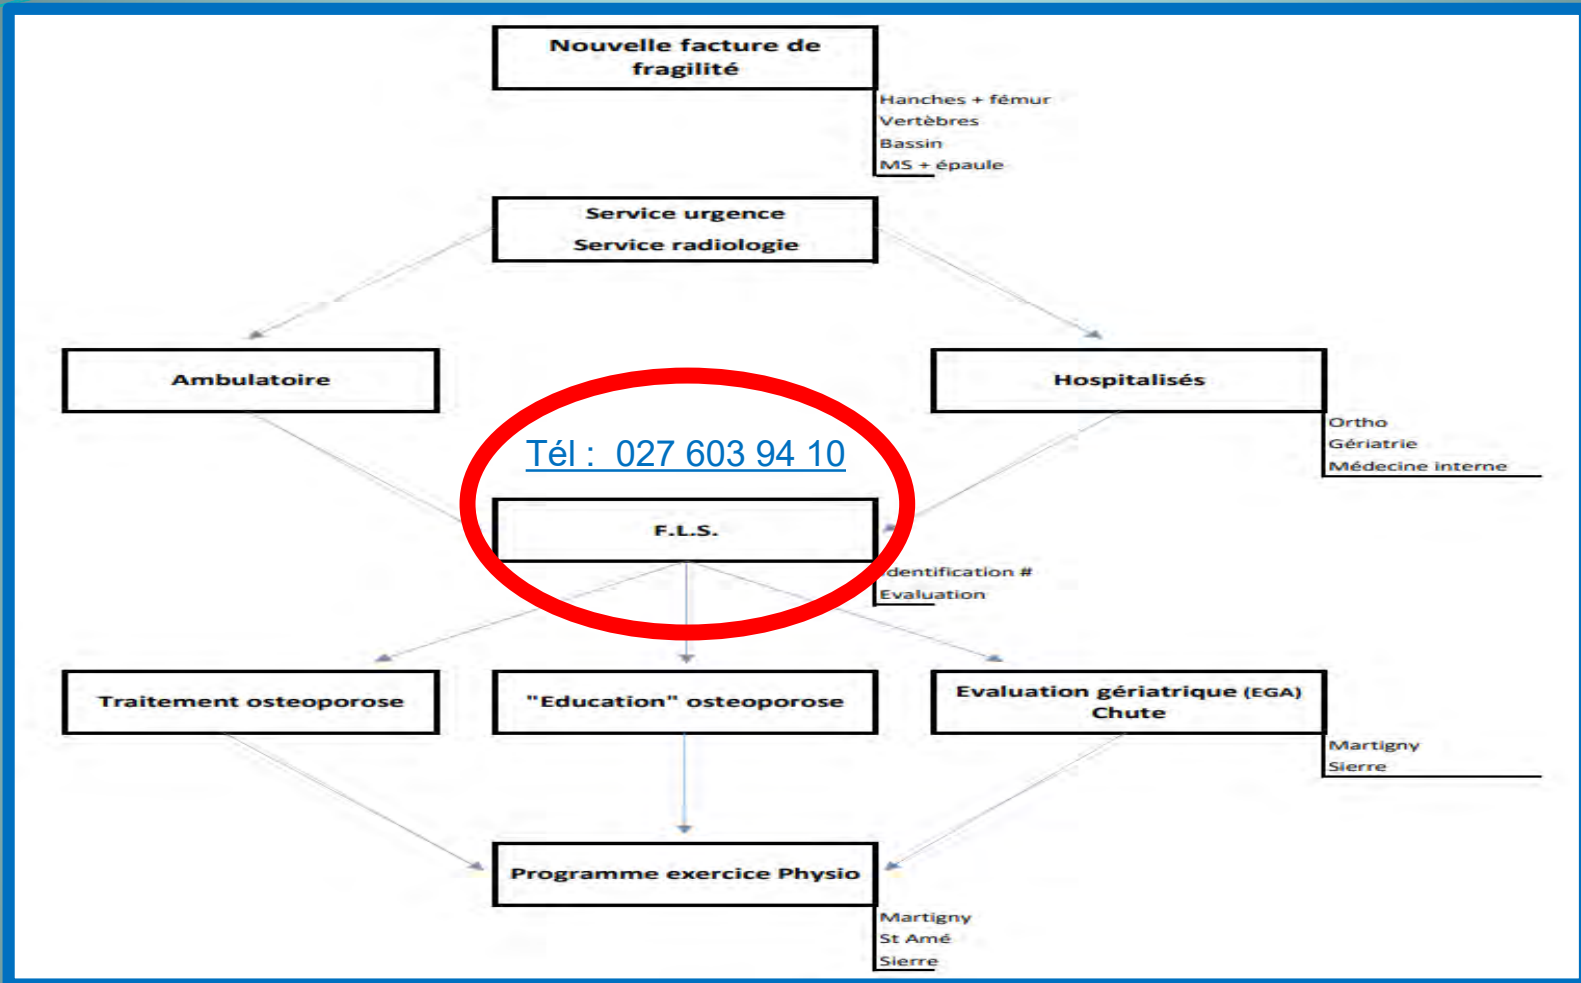 Nouvelle facture de
fragilité
Hanches + fémur
Vertèbres
Bassin
MS + épaule
Service urgence
Service radiologie
Ambulatoire
Hospitalisés
Ortho
Gériatrie
Médecine interne
Tél : 027 603 94 10
F.L.S.
Identification #
Evaluation
Traitement osteoporose
"Education" osteoporose
Evaluation gériatrique (EGA)
Chute
Martigny
Sierre
Programme exercice Physio
Martigny
St Amé
Sierre